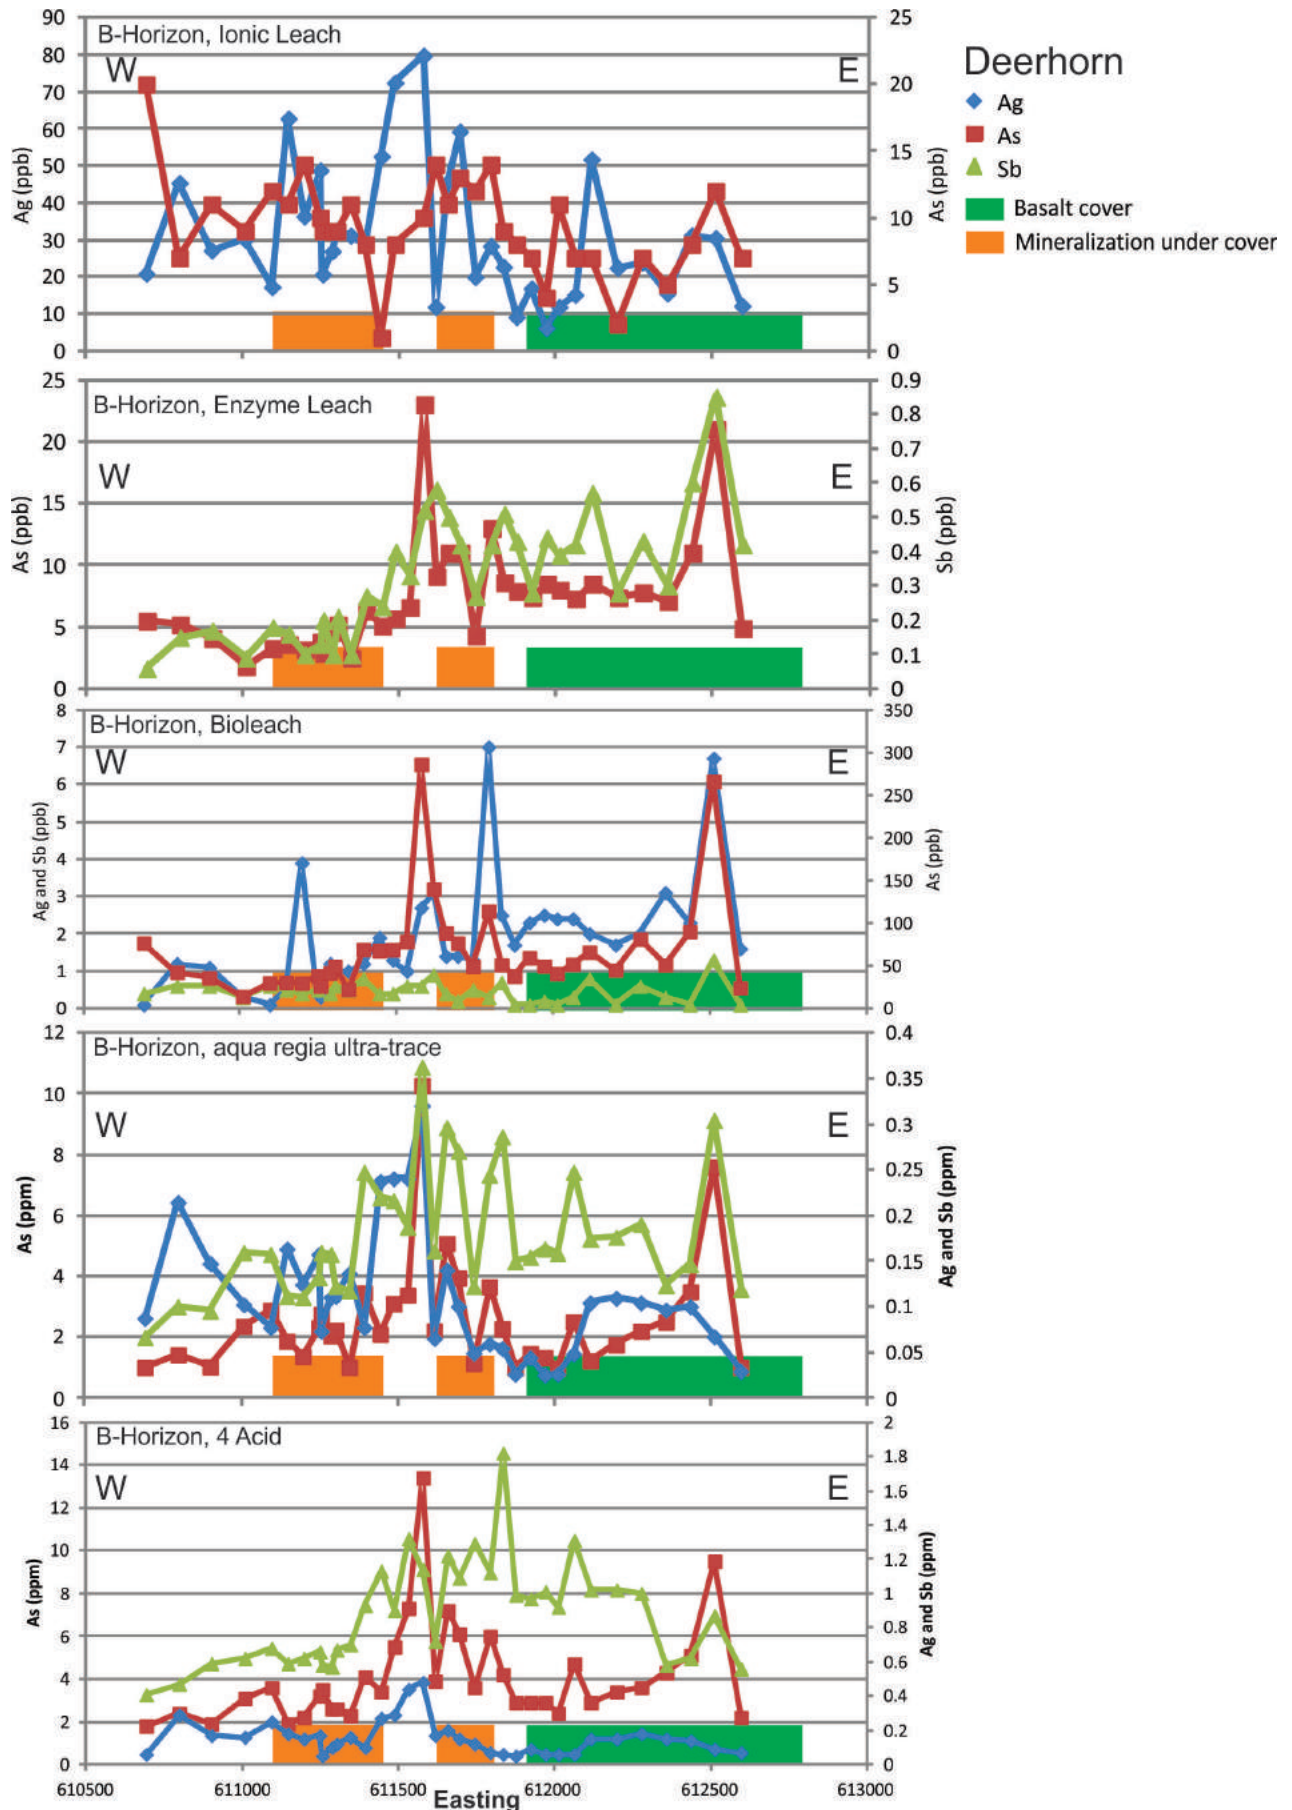 B-Horizon, Ionic Leach
W
E
Ag (ppb)
90
80
70
60
50
40
30
20
10
0
25
20
15
10
5
0
As (ppb)
Deerhorn
Ag
As
Sb
Basalt cover
Mineralization under cover
B-Horizon, Enzyme Leach
W
E
As (ppb)
25
20
15
10
5
0
0.9
0.8
0.7
0.6
0.5
0.4
0.3
0.2
0.1
0
Sb (ppb)
B-Horizon, Bioleach
W
E
Ag and Sb (ppb)
8
7
6
5
4
3
2
1
0
350
300
250
200
150
100
50
0
As (ppb)
B-Horizon, aqua regia ultra-trace
W
E
As (ppm)
12
10
8
6
4
2
0
0.4
0.35
0.3
0.25
0.2
0.15
0.1
0.05
0
Ag and Sb (ppm)
B-Horizon, 4 Acid
W
E
As (ppm)
16
14
12
10
8
6
4
2
0
2
1.8
1.6
1.4
1.2
1
0.8
0.6
0.4
0.2
0
Ag and Sb (ppm)
610500 611000 611500 612000 612500 613000
Easting